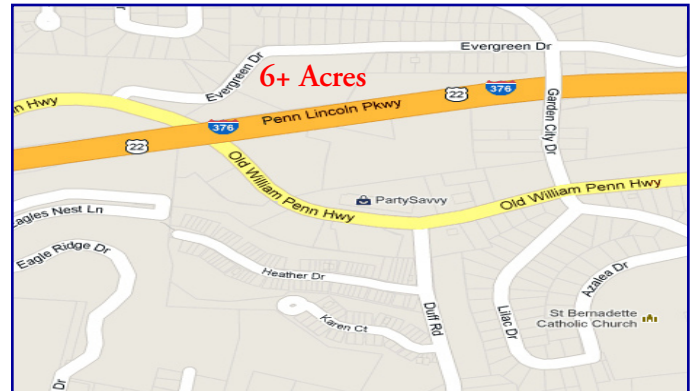 Evergreen Dr
Evergreen Dr
6+ Acres
n Hwy
376
Penn Lincoln Pkwy
22
376
22
Garden City Dr
Old William Penn Hwy
PartySavvy
Old William Penn Hwy
Eagles Nest Ln
Eagle Ridge Dr
Heather Dr
Karen Ct
Duff Rd
Lilac Dr
Azalea Dr
St Bernadette
Catholic Church
Dr